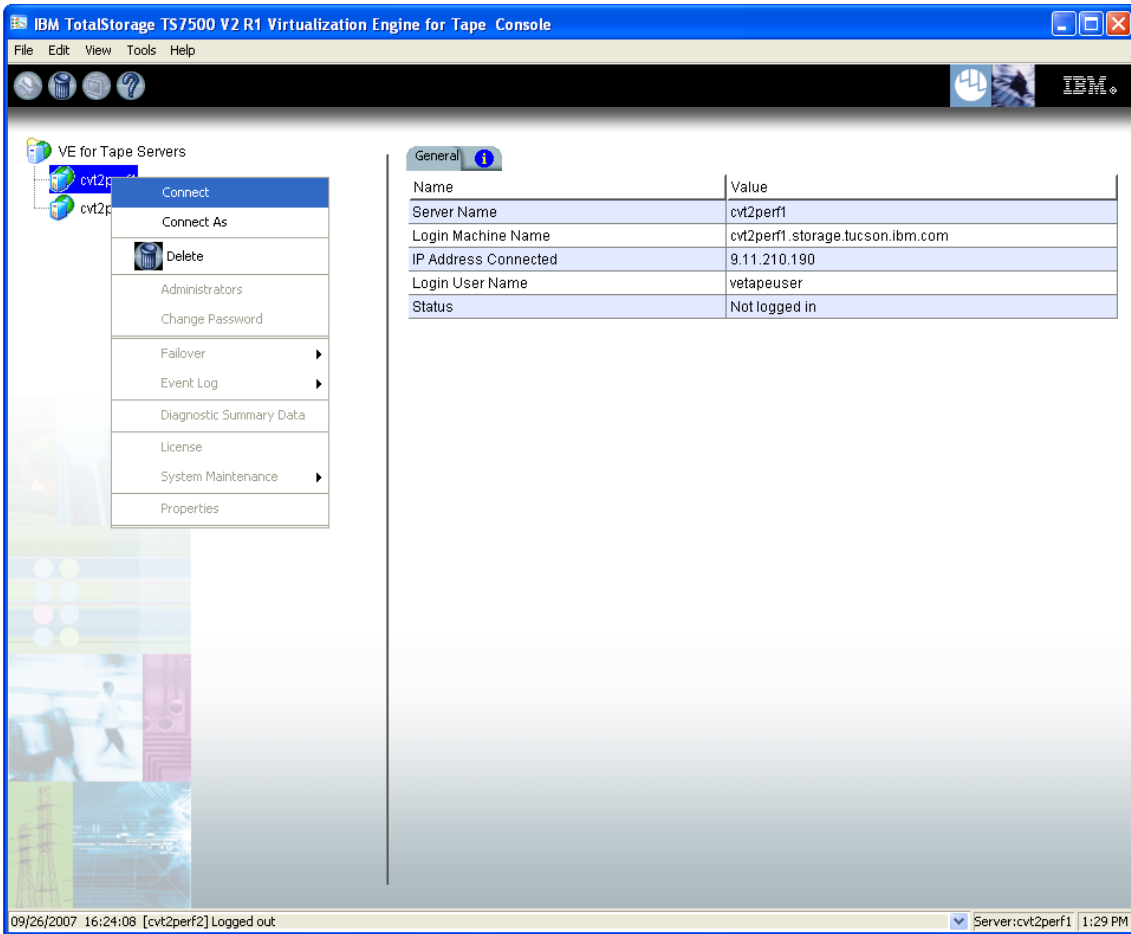 IBM TotalStorage TS7500 V2 R1 Virtualization Engine for Tape Console
File Edit View Tools Help
IBM
VE for Tape Servers
cvt2perf1
cvt2p
Connect
Connect As
Delete
Administrators
Change Password
Failover
Event Log
Diagnostic Summary Data
License
System Maintenance
Properties
General
Name Value
Server Name cvt2perf1
Login Machine Name cvt2perf1.storage.tucson.ibm.com
IP Address Connected 9.11.210.190
Login User Name vetapeuser
Status Not logged in
09/26/2007 16:24:08 [cvt2perf2] Logged out
Server:cvt2perf1 1:29 PM